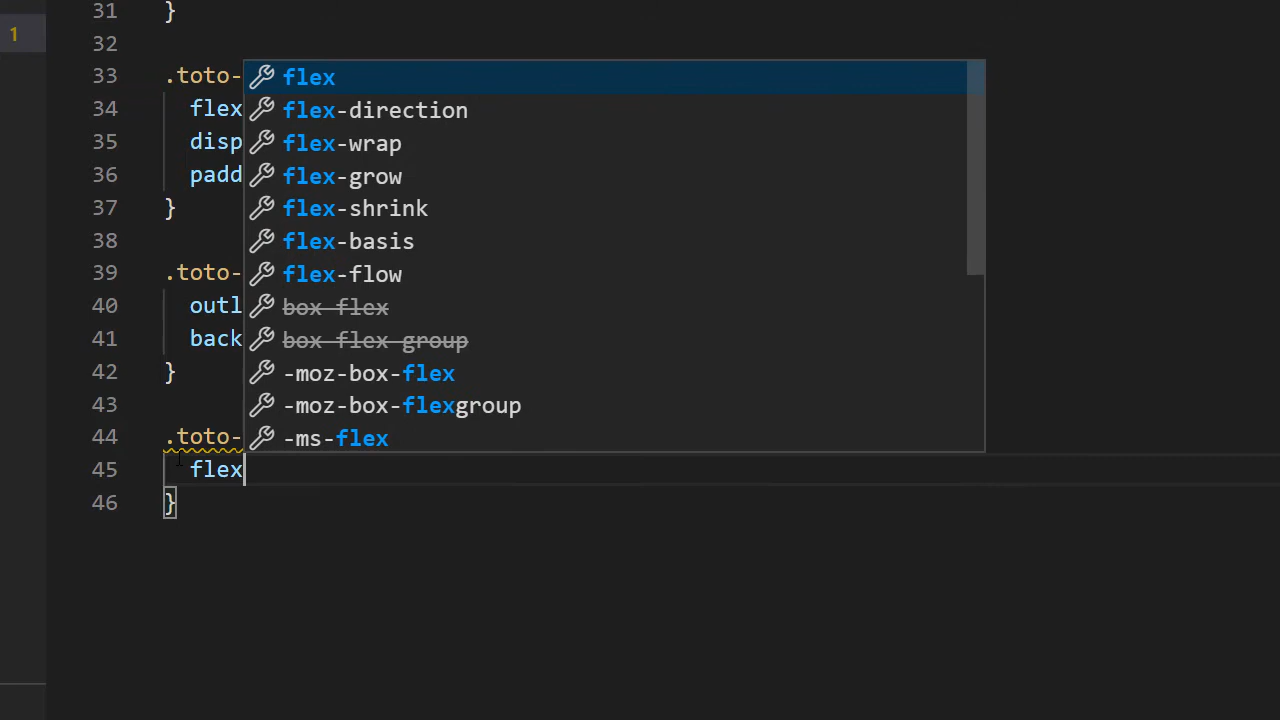 1
31 }
32
33 .toto-
flex
34 flex
flex-direction
35 disp
flex-wrap
36 padd
flex-grow
37 }
flex-shrink
38
flex-basis
39 .toto-
flex-flow
40 outl
box-flex
41 back
box-flex-group
42 }
-moz-box-flex
43
-moz-box-flexgroup
44 .toto-
-ms-flex
45 flex
46 }